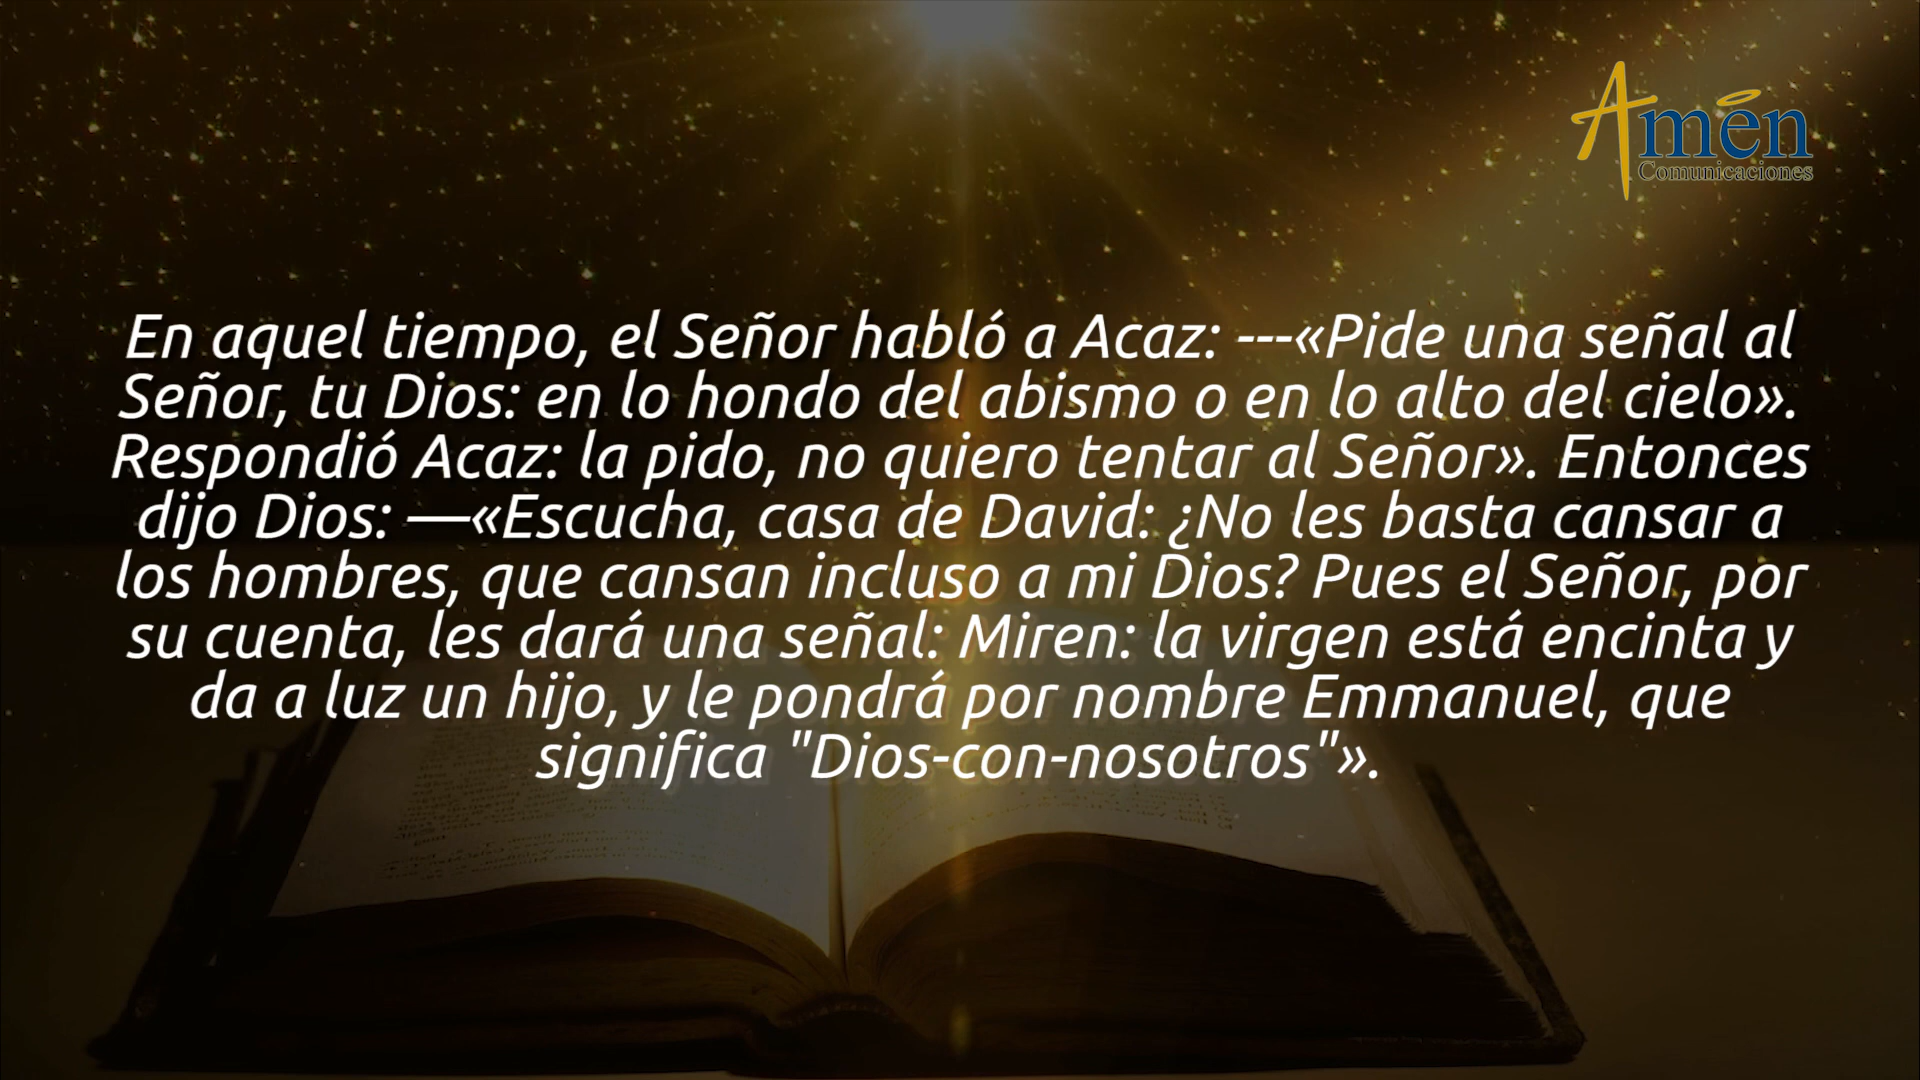 Amén
Comunicaciones
En aquel tiempo, el Señor habló a Acaz: ---«Pide una señal al
Señor, tu Dios: en lo hondo del abismo o en lo alto del cielo».
Respondió Acaz: la pido, no quiero tentar al Señor». Entonces
dijo Dios: —«Escucha, casa de David: ¿No les basta cansar a
los hombres, que cansan incluso a mi Dios? Pues el Señor, por
su cuenta, les dará una señal: Miren: la virgen está encinta y
da a luz un hijo, y le pondrá por nombre Emmanuel, que
significa "Dios-con-nosotros"».